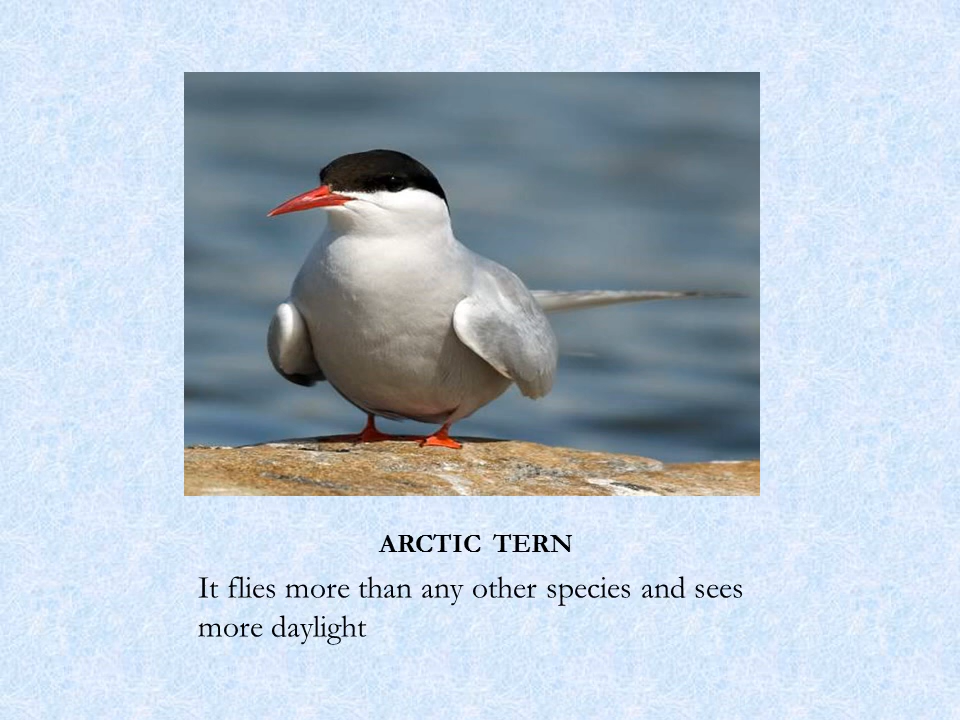 ARCTIC TERN
It flies more than any other species and sees
more daylight